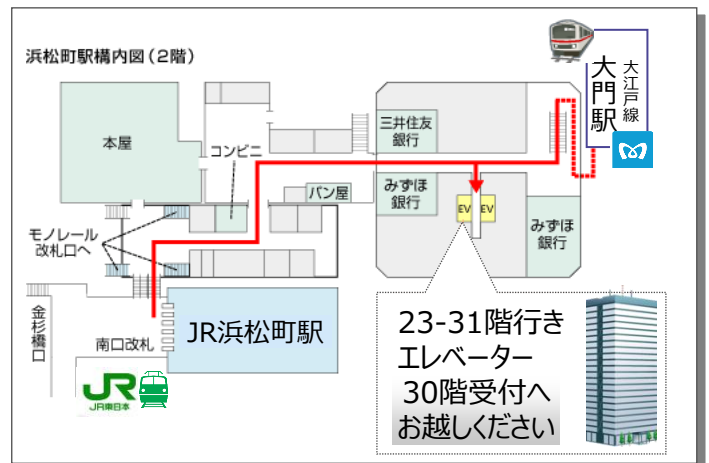 浜松町駅構内図(2階)
大江戸線
大門駅
本屋
コンビニ
三井住友
銀行
パン屋
みずほ
銀行
EV
EV
みずほ
銀行
モノレール
改札口へ
金杉橋口
南口改札
JR浜松町駅
JR
JR東日本
23-31階行き
エレベーター
30階受付へ
お越しください